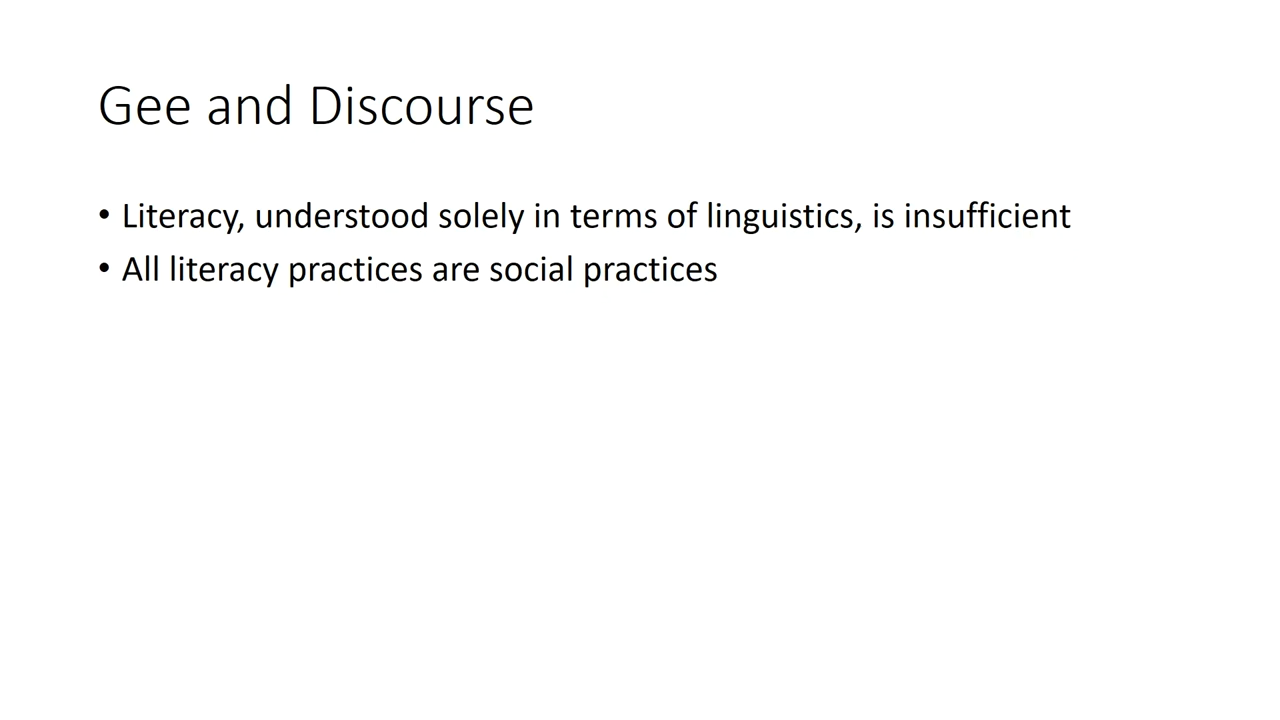 Gee and Discourse
• Literacy, understood solely in terms of linguistics, is insufficient
• All literacy practices are social practices